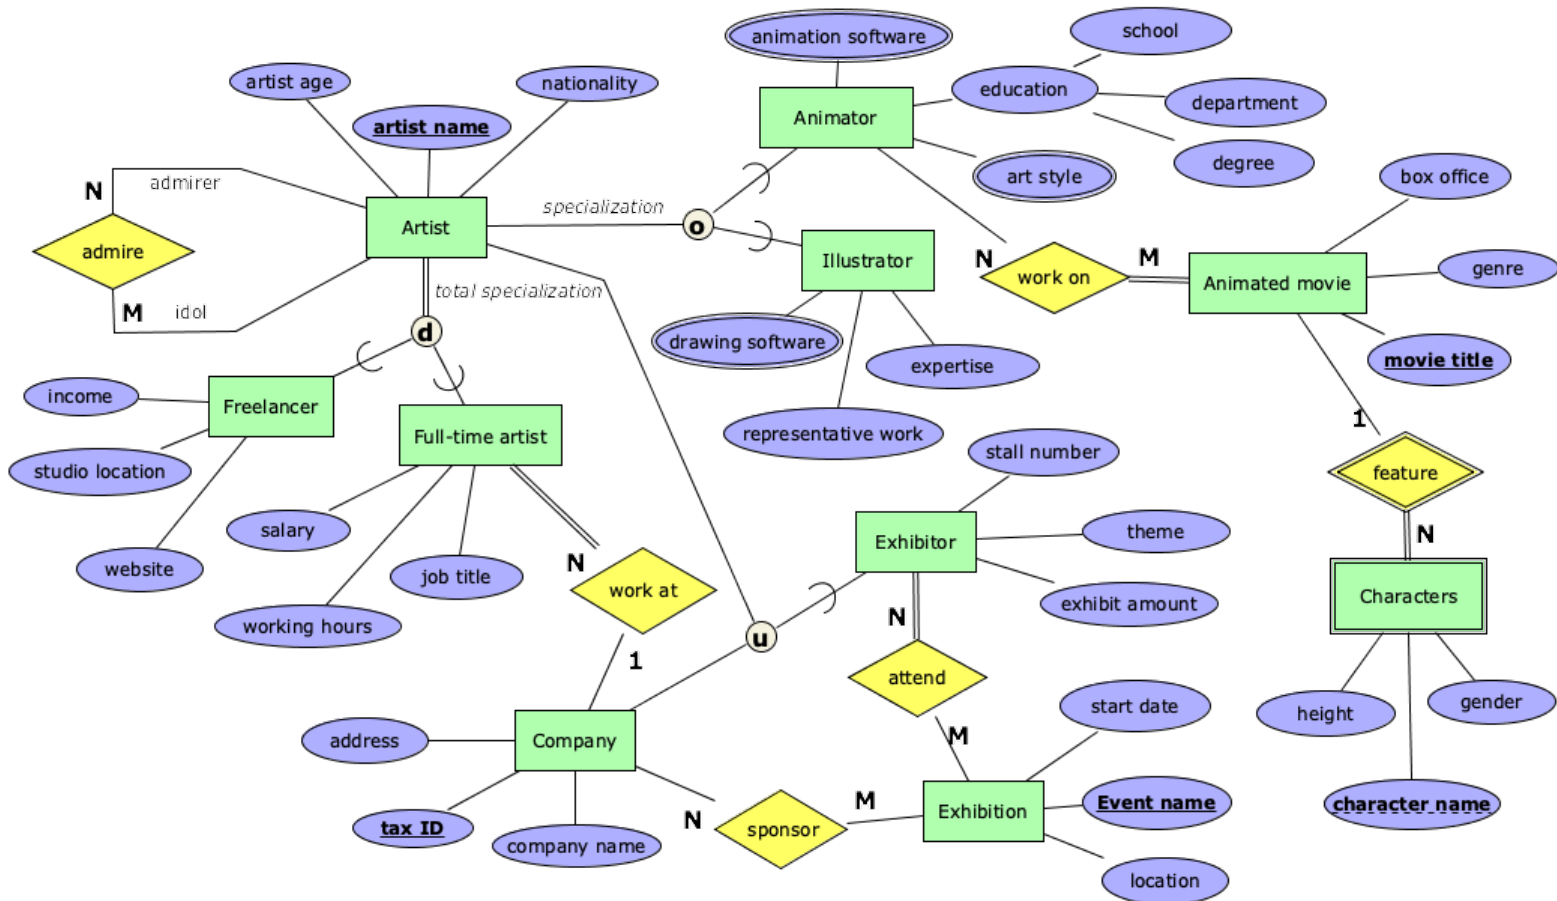 animation software
school
artist age
nationality
education
department
artist name
Animator
degree
art style
box office
N
admirer
specialization
o
Artist
admire
Illustrator
N
work on
M
Animated movie
genre
M
idol
total specialization
d
drawing software
expertise
movie title
income
Freelancer
Full-time artist
representative work
1
studio location
stall number
feature
salary
Exhibitor
theme
N
website
job title
N
work at
exhibit amount
Characters
working hours
N
u
1
attend
height
gender
start date
address
Company
M
tax ID
company name
N
sponsor
M
Exhibition
Event name
character name
location